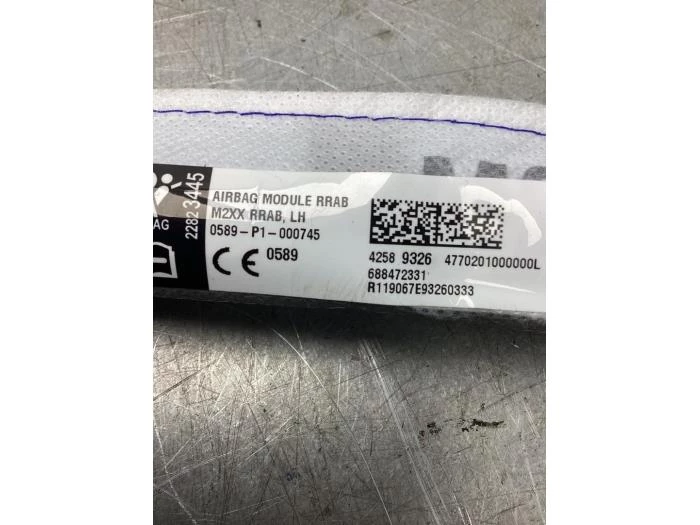 22823445
AG
AIRBAG MODULE RRAB
M2XX RRAB, LH
0589-P1-000745
CE 0589
4258 9326 4770201000000L
688472331
R119067E93260333